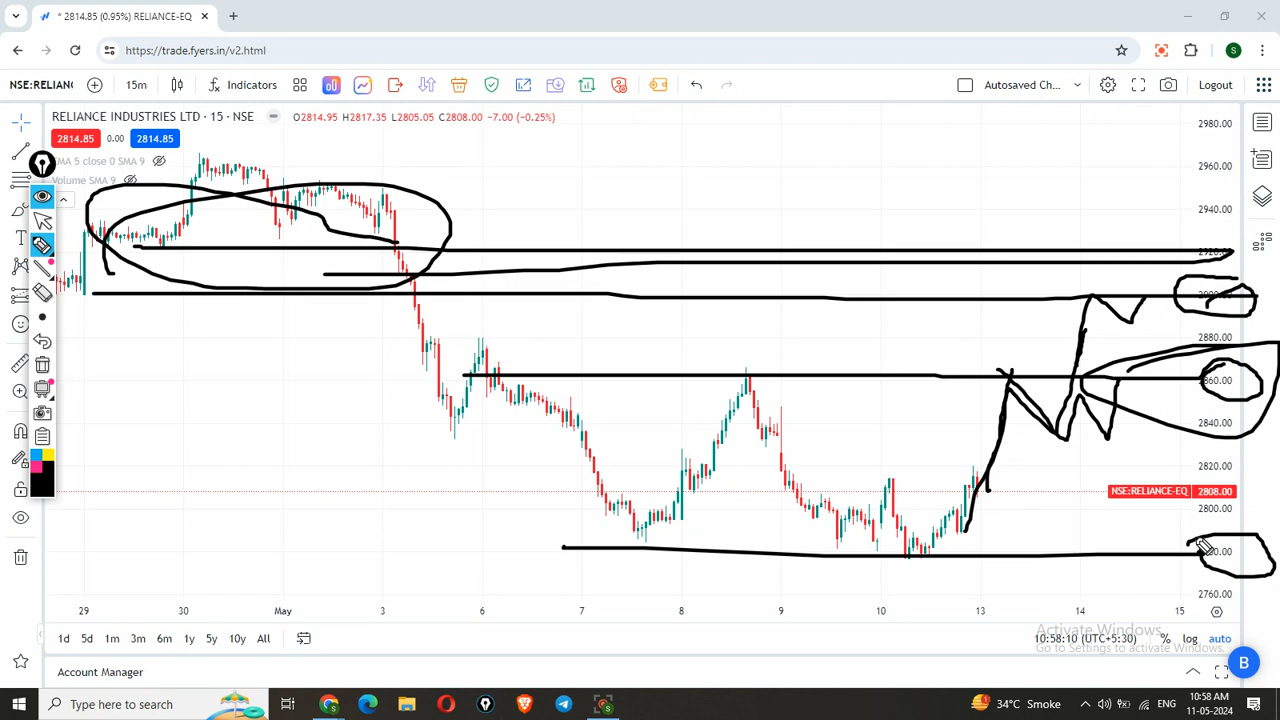 * 2814.85 (0.95%) RELIANCE-EQ
https://trade.fyers.in/v2.html
S
NSE:RELIANC
15m
Indicators
Autosaved Ch...
Logout
RELIANCE INDUSTRIES LTD · 15 · NSE
O2814.95 H2817.35 L2805.05 C2808.00 -7.00 (-0.25%)
2814.85 0.00 2814.85
SMA 5 close 0 SMA 9
Volume SMA 9
2980.00
2960.00
2940.00
2880.00
2860.00
2840.00
2820.00
NSE:RELIANCE-EQ 2808.00
2800.00
2760.00
29 30 May 3 6 7 8 9 10 13 14 15
1d 5d 1m 3m 6m 1y 5y 10y All
10:58:10 (UTC+5:30) % log auto
Activate Windows
Go to Settings to activate Windows.
Account Manager
B
Type here to search
34°C Smoke
ENG
10:58 AM
11-05-2024